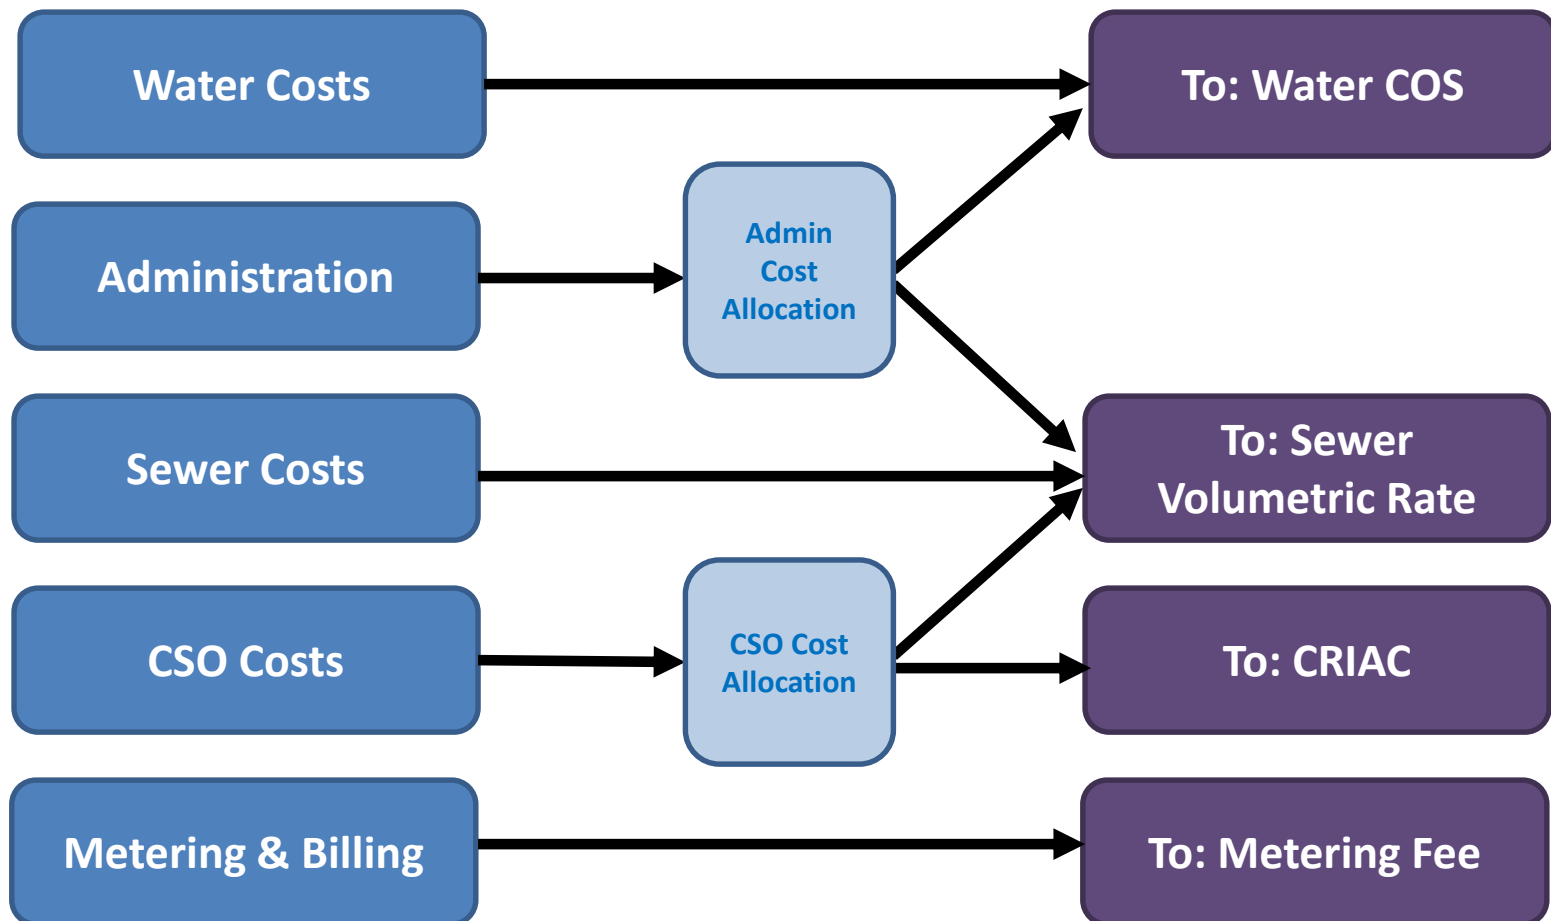 Water Costs
To: Water COS
Administration
Admin
Cost
Allocation
Sewer Costs
To: Sewer
Volumetric Rate
CSO Costs
CSO Cost
Allocation
To: CRIAC
Metering & Billing
To: Metering Fee